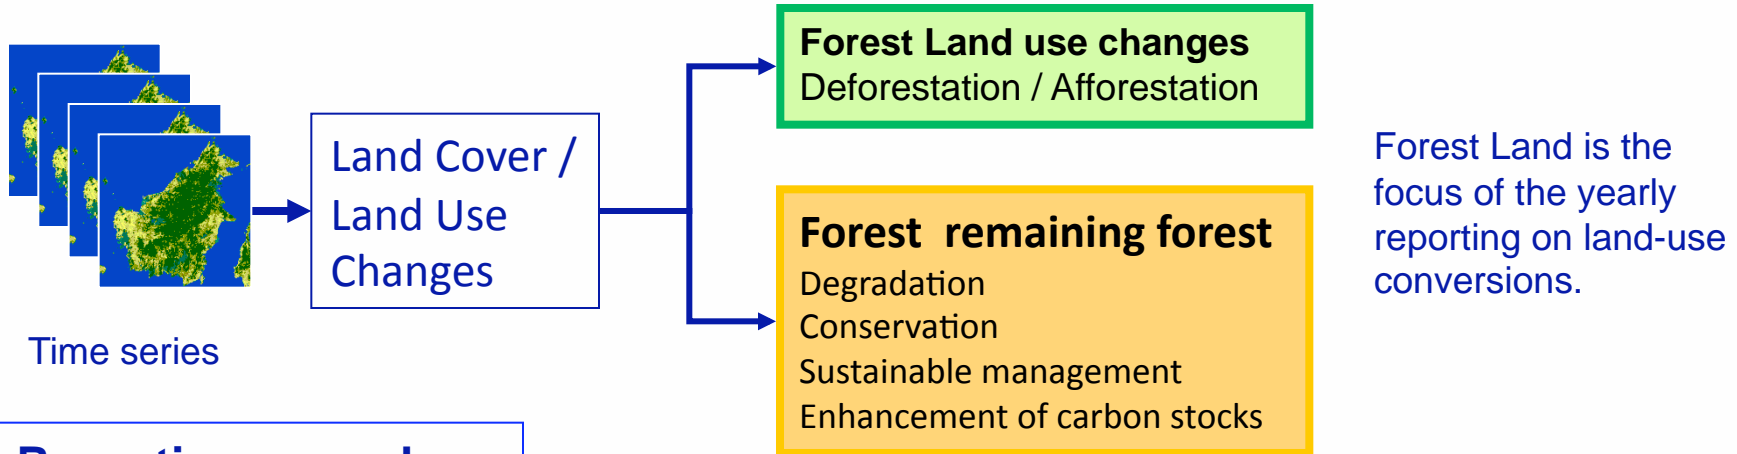 Time series
Land Cover /
Land Use
Changes
Forest Land use changes
Deforestation / Afforestation
Forest remaining forest
Degradation
Conservation
Sustainable management
Enhancement of carbon stocks
Forest Land is the
focus of the yearly
reporting on land-use
conversions.